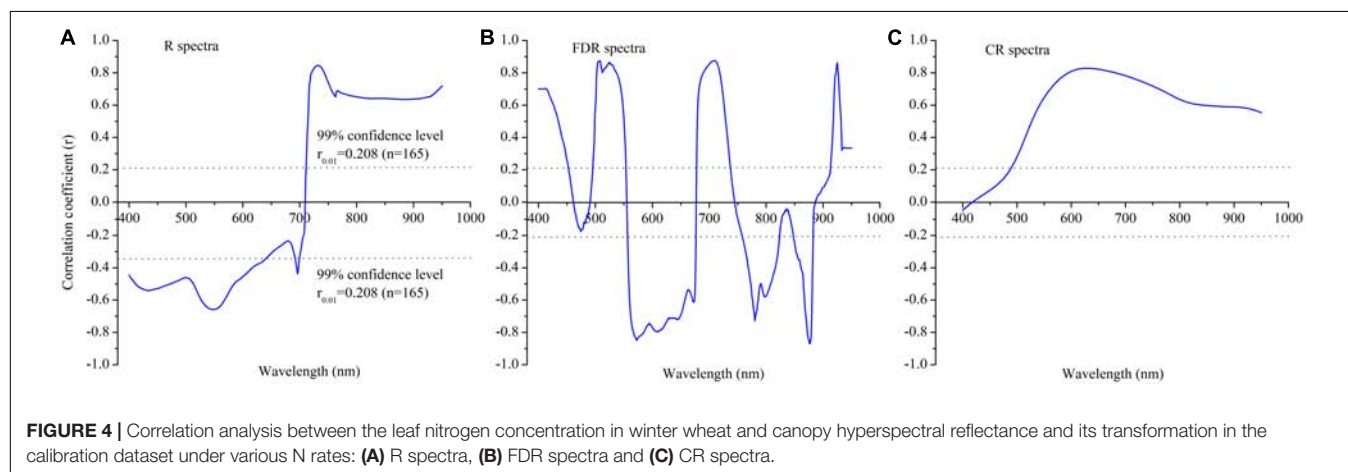 A
B
C
R spectra
FDR spectra
CR spectra
Correlation coefficient (r)
1.0
0.8
0.6
0.4
0.2
0.0
-0.2
-0.4
-0.6
-0.8
-1.0
99% confidence level
r0.01=0.208 (n=165)
99% confidence level
r0.01=0.208 (n=165)
400 500 600 700 800 900 1000
Wavelength (nm)
1.0
0.8
0.6
0.4
0.2
0.0
-0.2
-0.4
-0.6
-0.8
-1.0
400 500 600 700 800 900 1000
Wavelength (nm)
1.0
0.8
0.6
0.4
0.2
0.0
-0.2
-0.4
-0.6
-0.8
-1.0
400 500 600 700 800 900 1000
Wavelength (nm)
FIGURE 4 | Correlation analysis between the leaf nitrogen concentration in winter wheat and canopy hyperspectral reflectance and its transformation in the
calibration dataset under various N rates: (A) R spectra, (B) FDR spectra and (C) CR spectra.